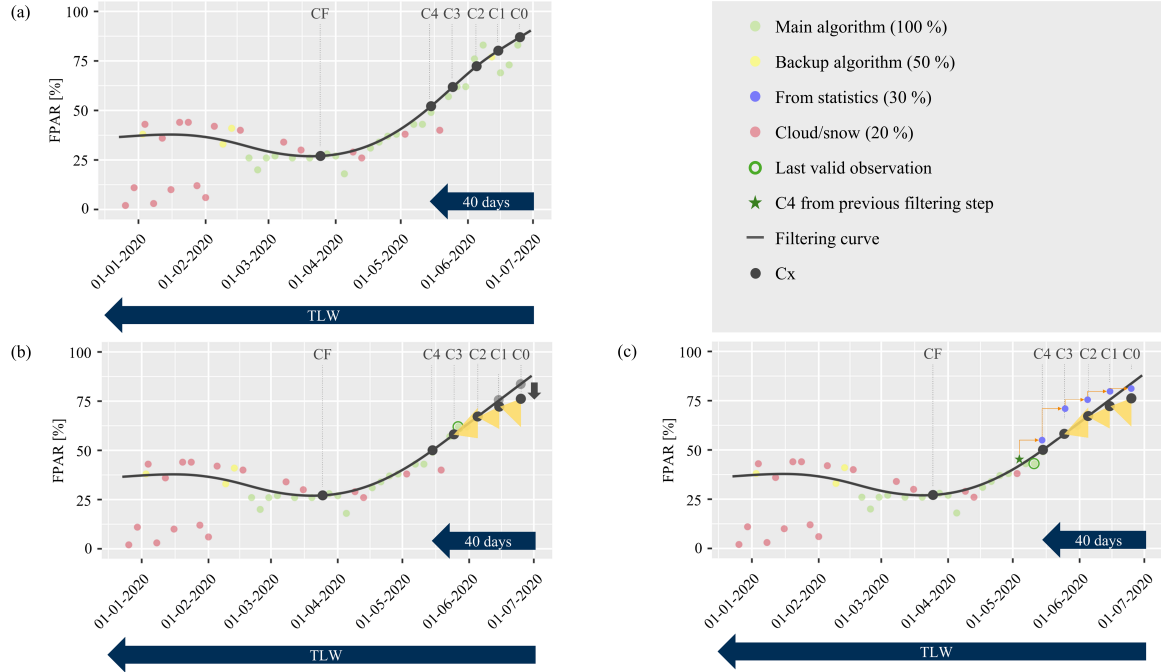 (a)
CF C4 C3 C2 C1 C0
100
75
50
25
0
FPAR [%]
40 days
01-01-2020 01-02-2020 01-03-2020 01-04-2020 01-05-2020 01-06-2020 01-07-2020
TLW
Main algorithm (100 %)
Backup algorithm (50 %)
From statistics (30 %)
Cloud/snow (20 %)
Last valid observation
C4 from previous filtering step
Filtering curve
Cx
(b)
CF C4 C3 C2 C1 C0
100
75
50
25
0
FPAR [%]
40 days
01-01-2020 01-02-2020 01-03-2020 01-04-2020 01-05-2020 01-06-2020 01-07-2020
TLW
(c)
CF C4 C3 C2 C1 C0
100
75
50
25
0
FPAR [%]
40 days
01-01-2020 01-02-2020 01-03-2020 01-04-2020 01-05-2020 01-06-2020 01-07-2020
TLW